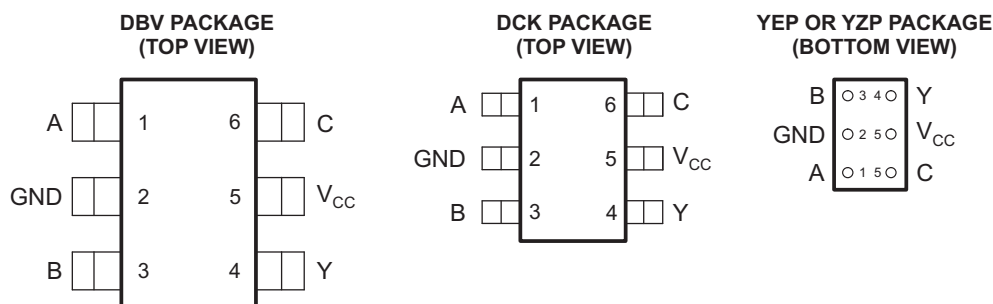 DBV PACKAGE
(TOP VIEW)
A 1 6 C
GND 2 5 VCC
B 3 4 Y
DCK PACKAGE
(TOP VIEW)
A 1 6 C
GND 2 5 VCC
B 3 4 Y
YEP OR YZP PACKAGE
(BOTTOM VIEW)
B 3 4 Y
GND 2 5 VCC
A 1 5 C